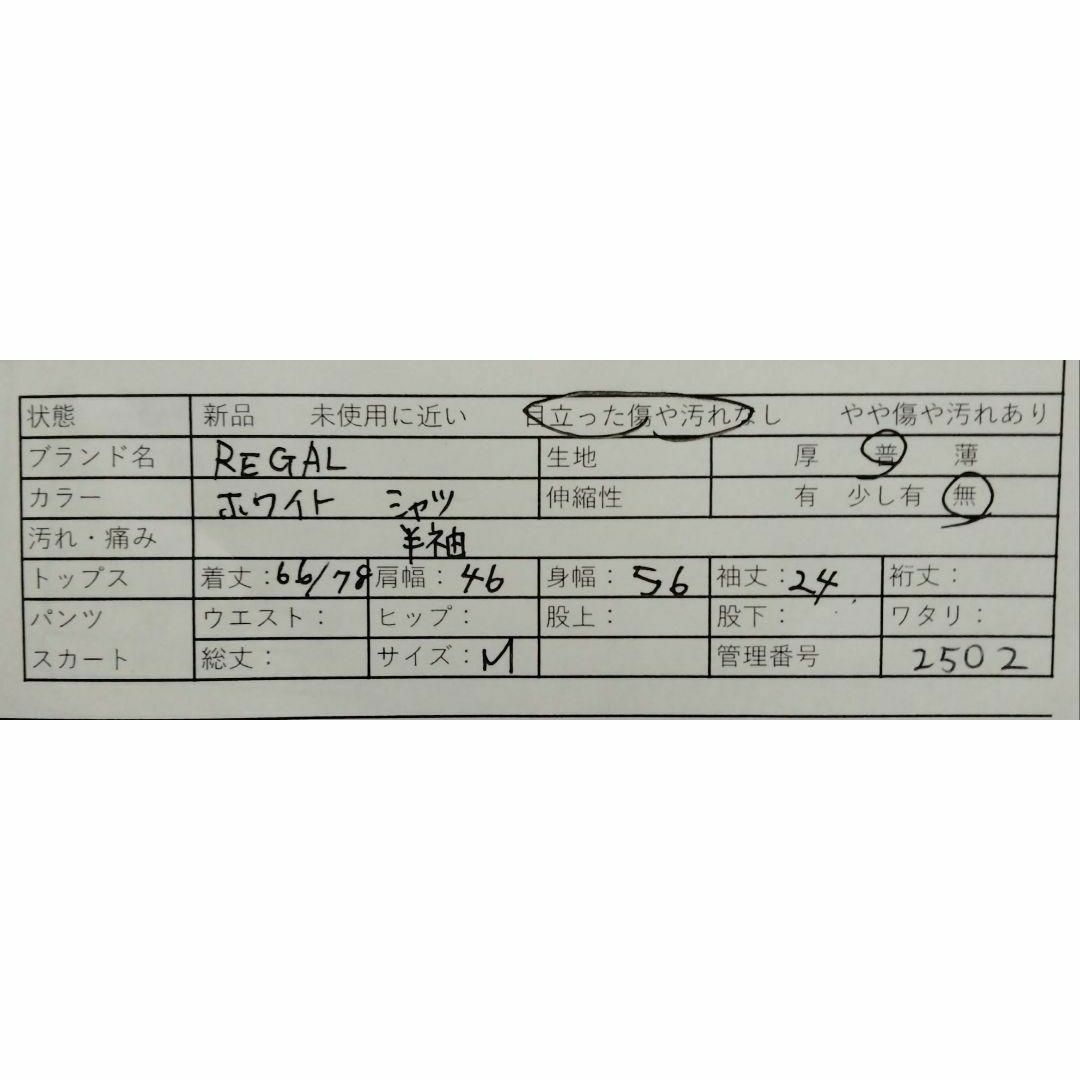 状態 新品 未使用に近い 目立った傷や汚れなし やや傷や汚れあり
ブランド名 REGAL 生地 厚 普 薄
カラー ホワイト シャツ 伸縮性 有 少し有 無
汚れ・痛み 半袖
トップス 着丈:66/78 肩幅: 46 身幅: 56 袖丈:24 裄丈:
パンツ ウエスト: ヒップ: 股上: 股下: ワタリ:
スカート 総丈: サイズ:M 管理番号 2502